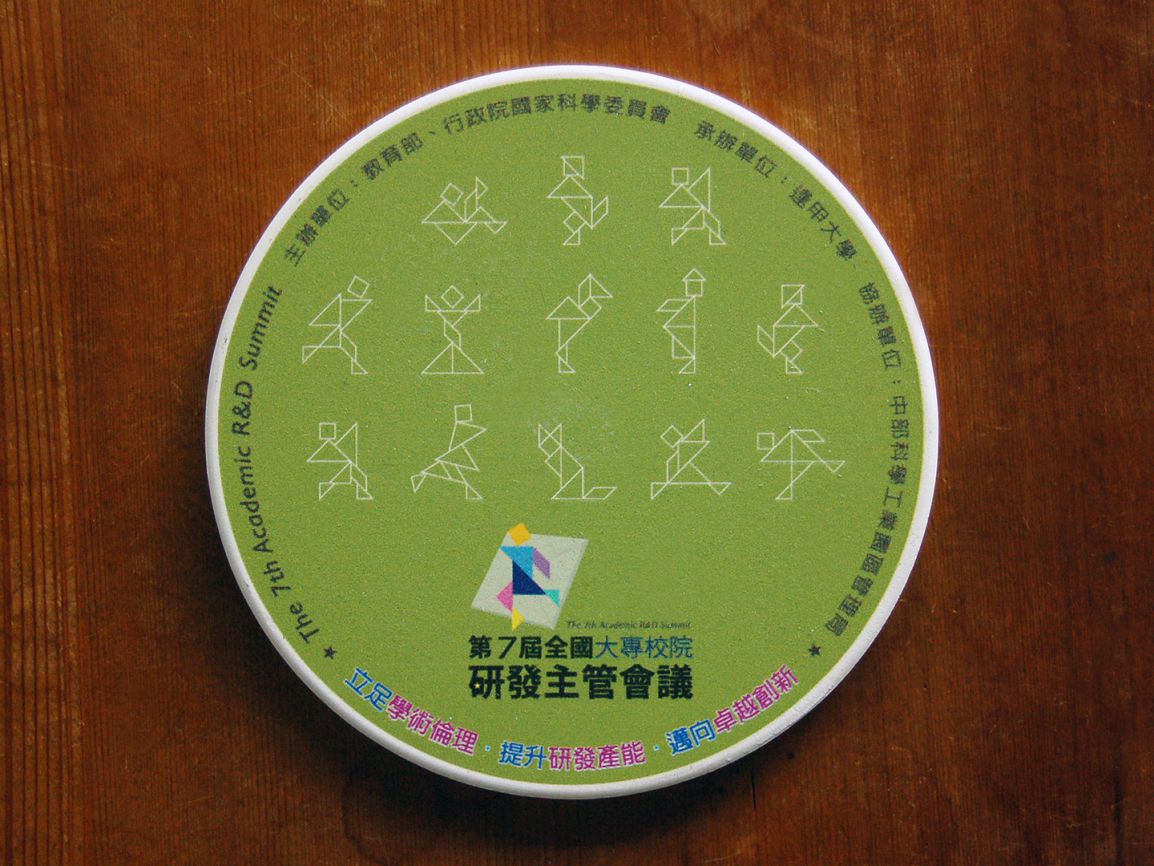 ★ The 7th Academic R&D Summit 主辦單位：教育部、行政院國家科學委員會 承辦單位：逢甲大學 協辦單位：中部科學工業園區管理局 ★
The 7th Academic R&D Summit
第7屆全國大專校院
研發主管會議
立足學術倫理・提升研發產能・邁向卓越創新